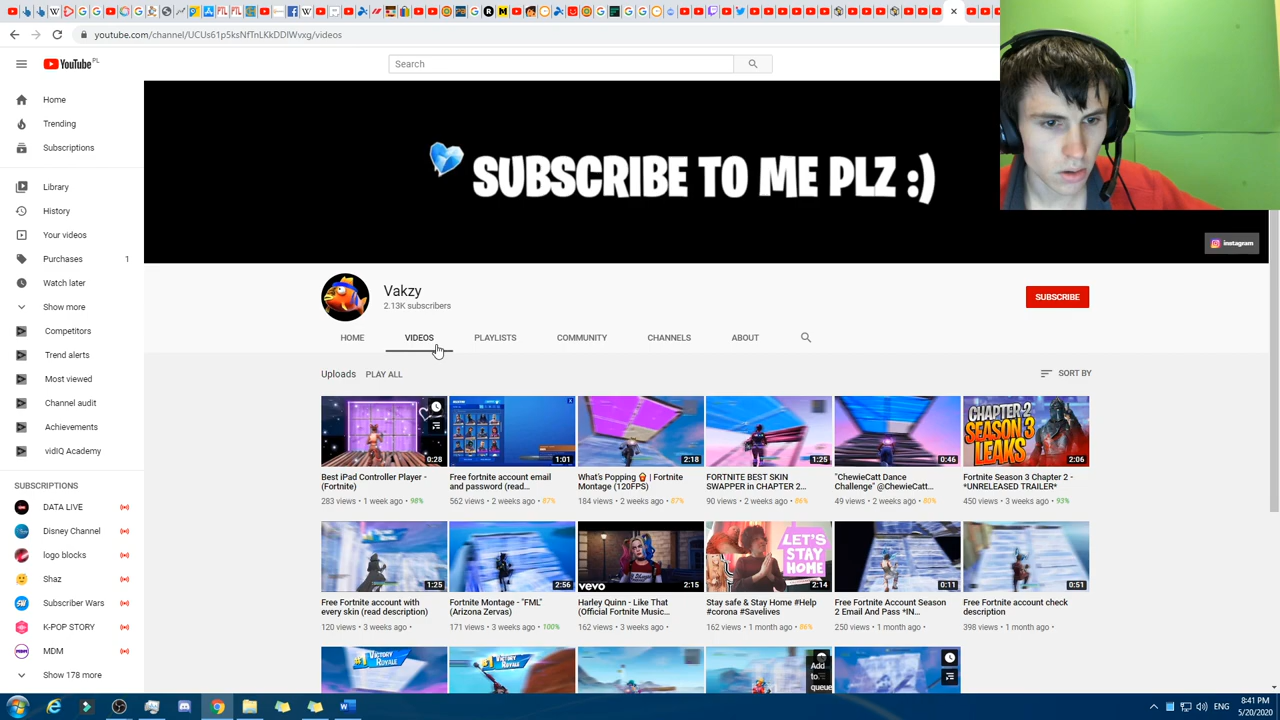 youtube.com/channel/UCUs61p5ksNfTnLKkDDIWvxg/videos
YouTube PL
Search
Home
Trending
Subscriptions
Library
History
Your videos
Purchases 1
Watch later
Show more
Competitors
Trend alerts
Most viewed
Channel audit
Achievements
vidIQ Academy
SUBSCRIPTIONS
DATA LIVE
Disney Channel
logo blocks
Shaz
Subscriber Wars
K-POP STORY
MDM
Show 178 more
SUBSCRIBE TO ME PLZ :)
instagram
Vakzy
2.13K subscribers
SUBSCRIBE
HOME VIDEOS PLAYLISTS COMMUNITY CHANNELS ABOUT
Uploads PLAY ALL
SORT BY
CHAPTER 2
SEASON 3
LEAKS
0:28 1:01 2:18 1:25 0:46 2:06
Best iPad Controller Player - (Fortnite)
283 views • 1 week ago • 98%
Free fortnite account email and password (read...
562 views • 2 weeks ago • 87%
What's Popping 🍿 | Fortnite Montage (120FPS)
184 views • 2 weeks ago • 87%
FORTNITE BEST SKIN SWAPPER in CHAPTER 2...
90 views • 2 weeks ago • 86%
"ChewieCatt Dance Challenge" @ChewieCatt...
49 views • 2 weeks ago • 80%
Fortnite Season 3 Chapter 2 - *UNRELEASED TRAILER*
450 views • 3 weeks ago • 93%
vevo
LET'S
STAY
HOME
1:25 2:56 2:15 2:14 0:11 0:51
Free Fortnite account with every skin (read description)
120 views • 3 weeks ago •
Fortnite Montage - "FML" (Arizona Zervas)
171 views • 3 weeks ago • 100%
Harley Quinn - Like That (Official Fortnite Music...
162 views • 3 weeks ago •
Stay safe & Stay Home #Help #corona #Savelives
162 views • 1 month ago • 86%
Free Fortnite Account Season 2 Email And Pass *IN...
250 views • 1 month ago •
Free Fortnite account check description
398 views • 1 month ago •
#1 VICTORY ROYALE
#1 VICTORY ROYALE
Add to queue
ENG
8:41 PM
5/20/2020